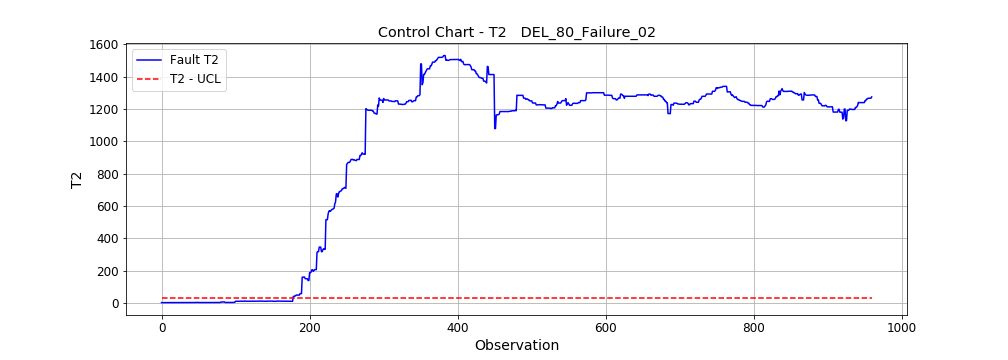 Control Chart - T2   DEL_80_Failure_02
Fault T2
T2 - UCL
T2
1600
1400
1200
1000
800
600
400
200
0
0 200 400 600 800 1000
Observation